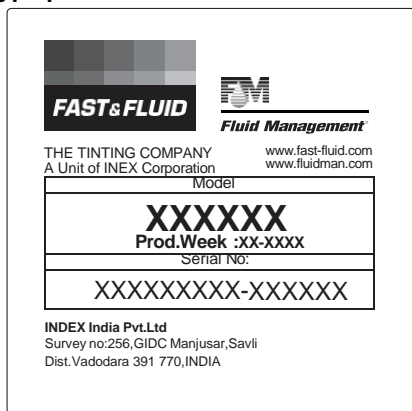 FAST&FLUID
FM
Fluid Management®
THE TINTING COMPANY
A Unit of INEX Corporation
www.fast-fluid.com
www.fluidman.com
Model
XXXXXX
Prod.Week :XX-XXXX
Serial No:
XXXXXXXXX-XXXXXX
INDEX India Pvt.Ltd
Survey no:256,GIDC Manjusar,Savli
Dist.Vadodara 391 770,INDIA